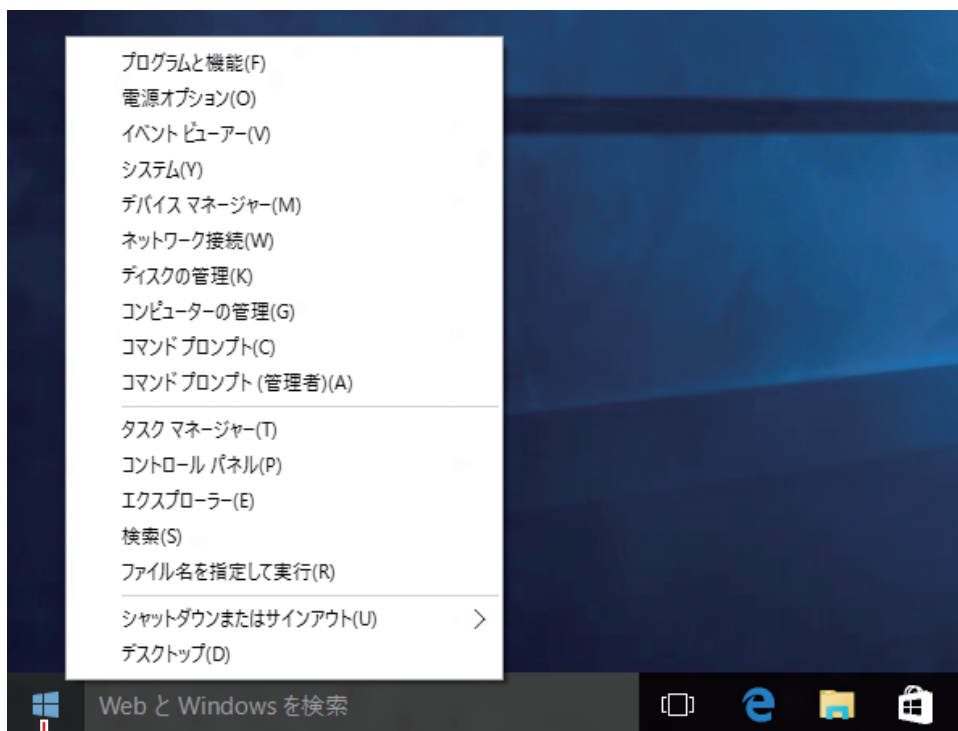 プログラムと機能(F)
電源オプション(O)
イベント ビューアー(V)
システム(Y)
デバイス マネージャー(M)
ネットワーク接続(W)
ディスクの管理(K)
コンピューターの管理(G)
コマンド プロンプト(C)
コマンド プロンプト (管理者)(A)
タスク マネージャー(T)
コントロール パネル(P)
エクスプローラー(E)
検索(S)
ファイル名を指定して実行(R)
シャットダウンまたはサインアウト(U)
デスクトップ(D)
Web と Windows を検索